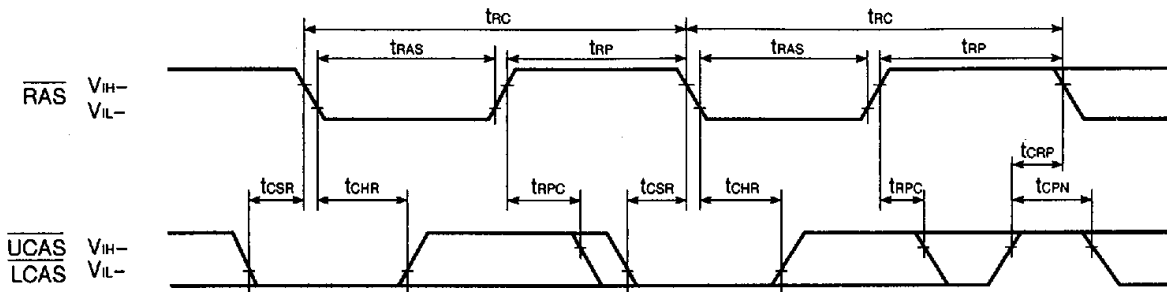 tRC tRC
tRAS tRP tRAS tRP
RAS VIH–
VIL–
tCRP
tCSR tCHR tRPC tCSR tCHR tRPC tCPN
UCAS VIH–
LCAS VIL–